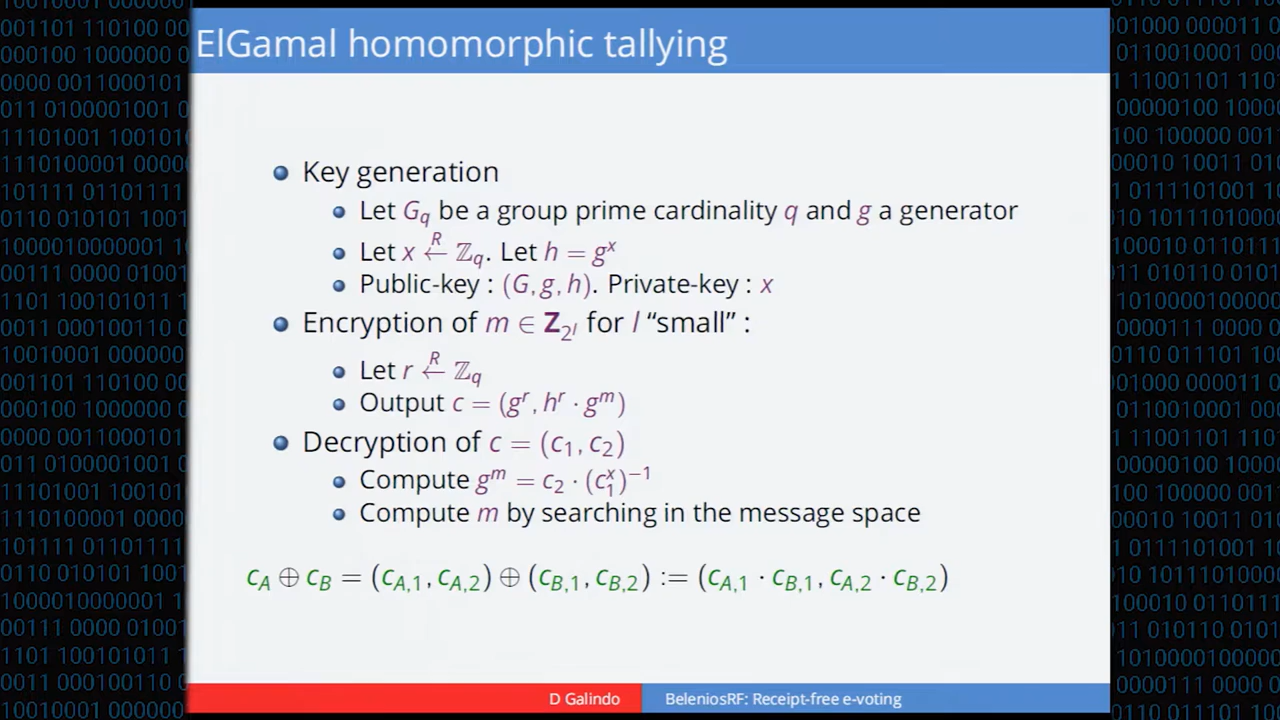 ElGamal homomorphic tallying
Key generation
Let G_q be a group prime cardinality q and g a generator
Let x ←^R ℤ_q. Let h = g^x
Public-key : (G, g, h). Private-key : x
Encryption of m ∈ Z_{2^l} for l “small” :
Let r ←^R ℤ_q
Output c = (g^r, h^r · g^m)
Decryption of c = (c_1, c_2)
Compute g^m = c_2 · (c_1^x)^{−1}
Compute m by searching in the message space
c_A ⊕ c_B = (c_{A,1}, c_{A,2}) ⊕ (c_{B,1}, c_{B,2}) := (c_{A,1} · c_{B,1}, c_{A,2} · c_{B,2})
D Galindo
BeleniosRF: Receipt-free e-voting